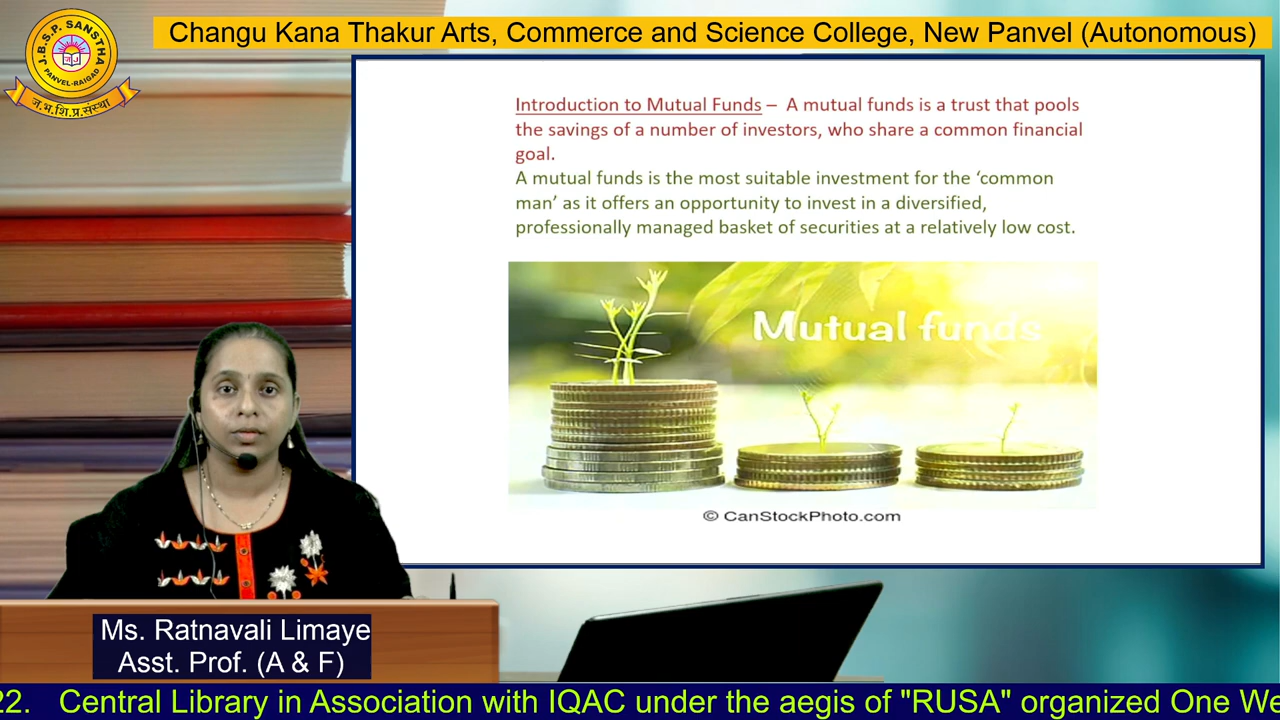 J.B.S.P. SANSTHA
PANVEL-RAIGAD
ज.भ.शि.प्र.संस्था
Changu Kana Thakur Arts, Commerce and Science College, New Panvel (Autonomous)
Introduction to Mutual Funds – A mutual funds is a trust that pools
the savings of a number of investors, who share a common financial
goal.
A mutual funds is the most suitable investment for the ‘common
man’ as it offers an opportunity to invest in a diversified,
professionally managed basket of securities at a relatively low cost.
Mutual funds
© CanStockPhoto.com
Ms. Ratnavali Limaye
Asst. Prof. (A & F)
22. Central Library in Association with IQAC under the aegis of "RUSA" organized One We